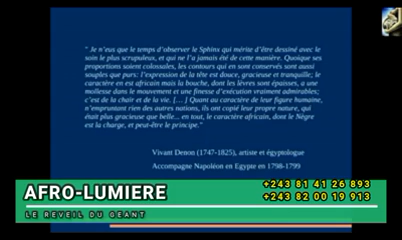 " Je n'eus que le temps d'observer le Sphinx qui mérite d'être dessiné avec le
soin le plus scrupuleux, et qui ne l'a jamais été de cette manière. Quoique ses
proportions soient colossales, les contours qui en sont conservés sont aussi
souples que purs: l'expression de la tête est douce, gracieuse et tranquille; le
caractère en est africain mais la bouche, dont les lèvres sont épaisses, a une
mollesse dans le mouvement et une finesse d'exécution vraiment admirables;
c'est de la chair et de la vie. [… ] Quant au caractère de leur figure humaine,
n'empruntant rien des autres nations, ils ont copié leur propre nature, qui
était plus gracieuse que belle... en tout, le caractère africain, dont le Nègre
est la charge, et peut-être le principe."
Vivant Denon (1747-1825), artiste et égyptologue
Accompagne Napoléon en Egypte en 1798-1799
AFRO-LUMIERE
+243 81 41 26 893
+243 82 00 19 913
LE REVEIL DU GEANT